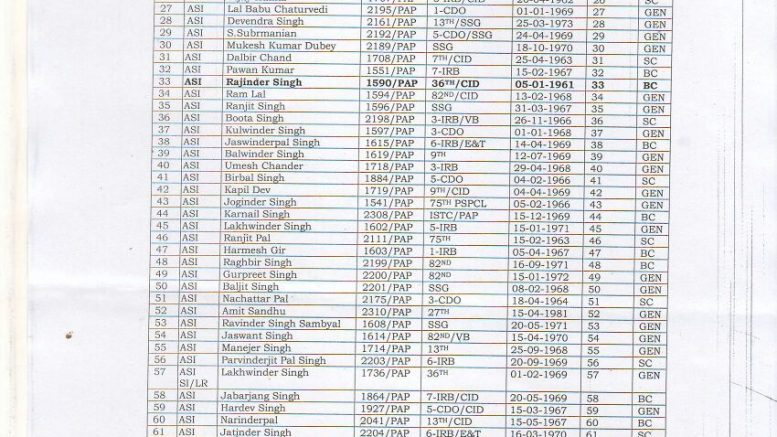 27 ASI Lal Babu Chaturvedi 2195/PAP 1-CDO 01-01-1969 27 GEN
28 ASI Devendra Singh 2161/PAP 13TH/SSG 25-03-1973 28 GEN
29 ASI S.Subrmanian 2192/PAP 5-CDO/SSG 24-04-1969 29 GEN
30 ASI Mukesh Kumar Dubey 2189/PAP SSG 18-10-1970 30 GEN
31 ASI Dalbir Chand 1708/PAP 7TH/CID 25-04-1963 31 SC
32 ASI Pawan Kumar 1551/PAP 7-IRB 15-02-1967 32 BC
33 ASI Rajinder Singh 1590/PAP 36TH/CID 05-01-1961 33 BC
34 ASI Ram Lal 1594/PAP 82ND/CID 13-02-1968 34 GEN
35 ASI Ranjit Singh 1596/PAP SSG 31-03-1967 35 GEN
36 ASI Boota Singh 2198/PAP 3-IRB/VB 26-11-1966 36 SC
37 ASI Kulwinder Singh 1597/PAP 3-CDO 01-01-1968 37 GEN
38 ASI Jaswinderpal Singh 1615/PAP 6-IRB/E&T 14-04-1969 38 BC
39 ASI Balwinder Singh 1619/PAP 9TH 12-07-1969 39 GEN
40 ASI Umesh Chander 1718/PAP 3-IRB 29-04-1968 40 GEN
41 ASI Birbal Singh 1884/PAP 5-CDO 04-02-1966 41 SC
42 ASI Kapil Dev 1719/PAP 9TH/CID 04-04-1969 42 GEN
43 ASI Joginder Singh 1541/PAP 75TH PSPCL 05-02-1966 43 GEN
44 ASI Karnail Singh 2308/PAP ISTC/PAP 15-12-1969 44 BC
45 ASI Lakhwinder Singh 1602/PAP 5-IRB 15-01-1971 45 GEN
46 ASI Ranjit Pal 2111/PAP 75TH 15-02-1963 46 SC
47 ASI Harmesh Gir 1603/PAP 1-IRB 05-04-1967 47 BC
48 ASI Raghbir Singh 2199/PAP 82ND 16-09-1971 48 BC
49 ASI Gurpreet Singh 2200/PAP 82ND 15-01-1972 49 GEN
50 ASI Baljit Singh 2201/PAP SSG 08-02-1968 50 GEN
51 ASI Nachattar Pal 2175/PAP 3-CDO 18-04-1964 51 SC
52 ASI Amit Sandhu 2310/PAP 27TH 15-04-1981 52 GEN
53 ASI Ravinder Singh Sambyal 1608/PAP SSG 20-05-1971 53 GEN
54 ASI Jaswant Singh 1614/PAP 82ND/VB 15-04-1970 54 GEN
55 ASI Manejer Singh 1714/PAP 13TH 25-09-1968 55 GEN
56 ASI Parvinderjit Pal Singh 2203/PAP 6-IRB 20-09-1969 56 SC
57 ASI Lakhwinder Singh 1736/PAP 36TH 01-02-1969 57 GEN
SI/LR
58 ASI Jabarjang Singh 1864/PAP 7-IRB/CID 20-05-1969 58 BC
59 ASI Hardev Singh 1927/PAP 5-CDO/CID 15-03-1967 59 GEN
60 ASI Narinderpal 2041/PAP 13TH/CID 15-05-1967 60 BC
61 ASI Jatinder Singh 2204/PAP 6-IRB/E&T 16-03-1970 61 SC